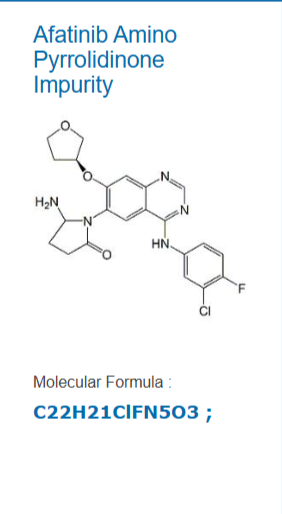 Afatinib Amino
Pyrrolidinone
Impurity
O
O
N
H₂N
N
N
O
HN
F
Cl
Molecular Formula :
C22H21ClFN5O3 ;